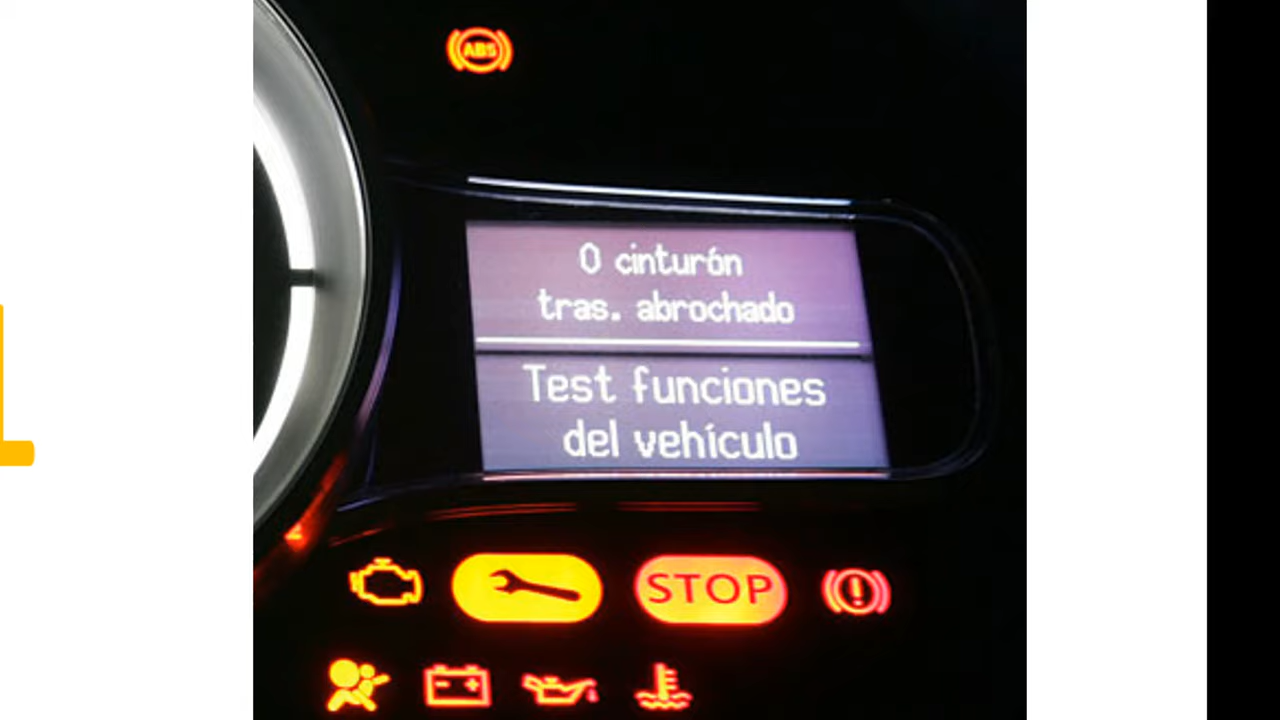 ABS
0 cinturón
tras. abrochado
Test funciones
del vehículo
STOP